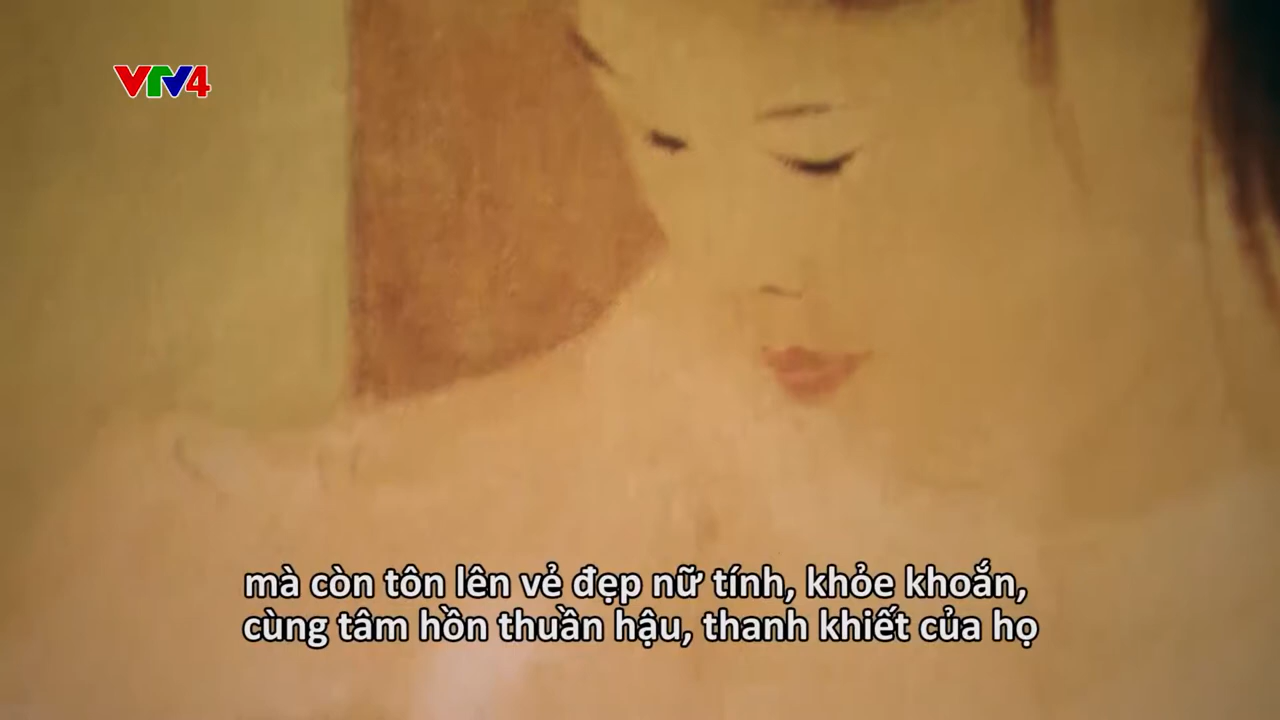 VTV4
mà còn tôn lên vẻ đẹp nữ tính, khỏe khoắn,
cùng tâm hồn thuần hậu, thanh khiết của họ